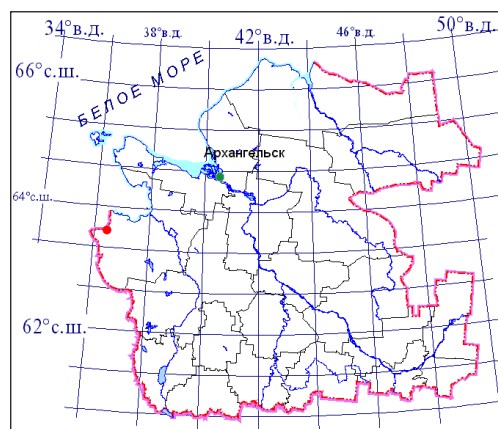 34°в.д.
38°в.д.
42°в.д.
46°в.д.
50°в.д.
66°с.ш.
БЕЛОЕ МОРЕ
Архангельск
64°с.ш.
62°с.ш.